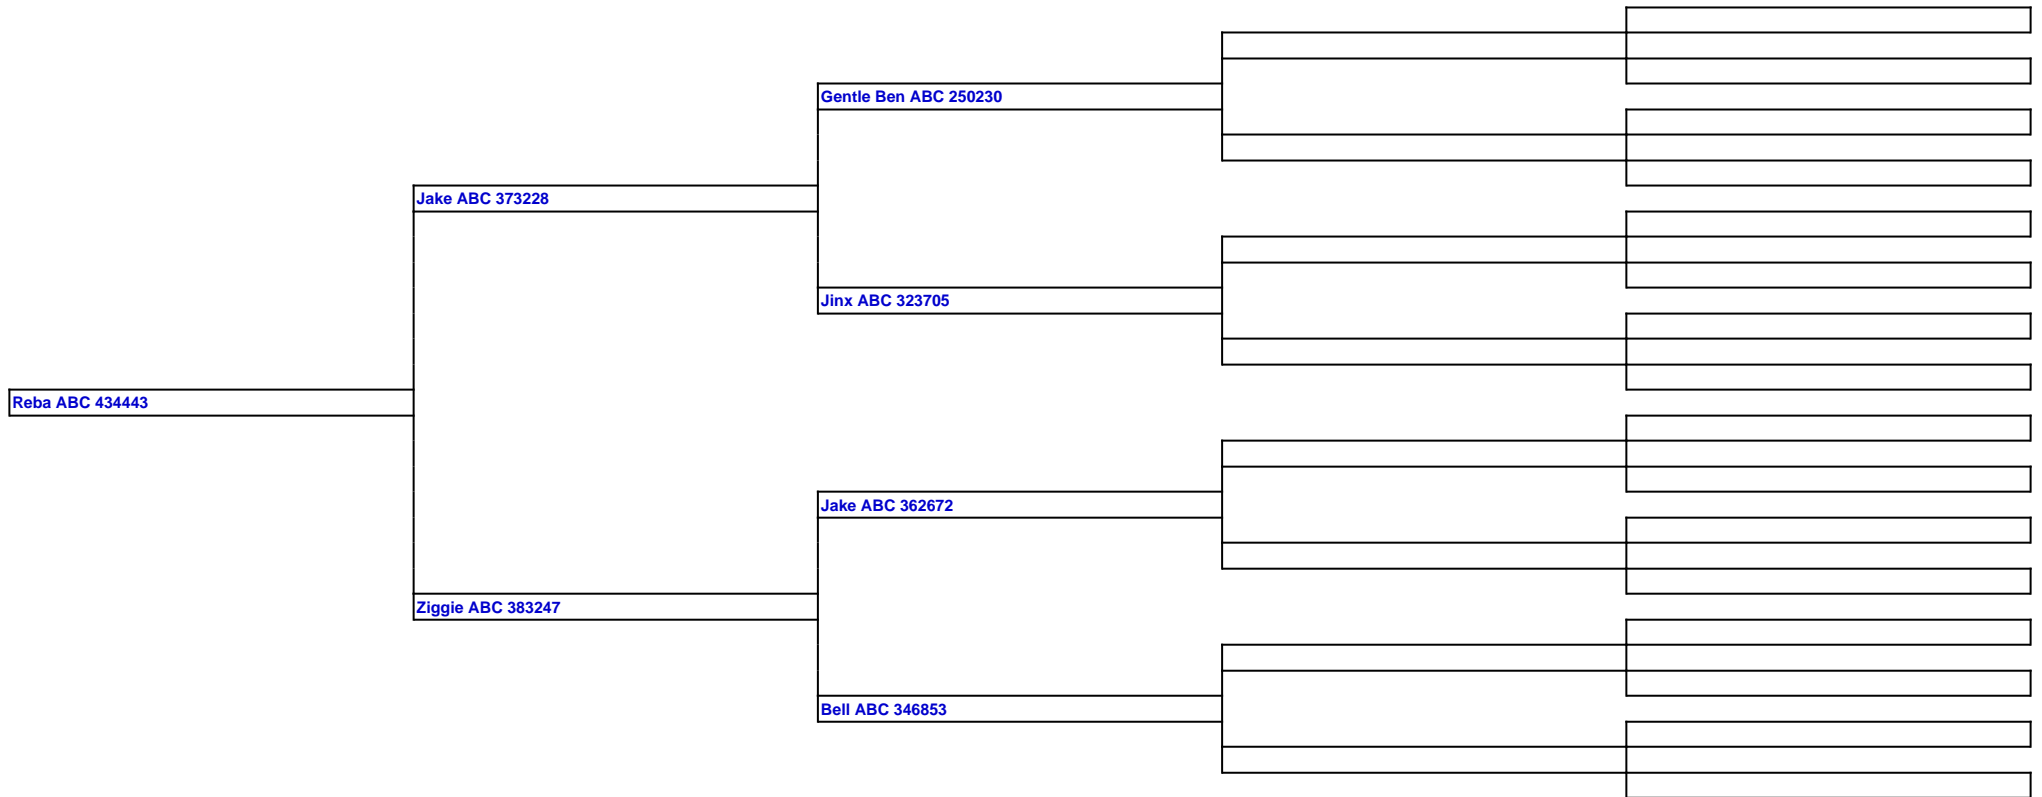 Gentle Ben ABC 250230
Jake ABC 373228
Jinx ABC 323705
Reba ABC 434443
Jake ABC 362672
Ziggie ABC 383247
Bell ABC 346853